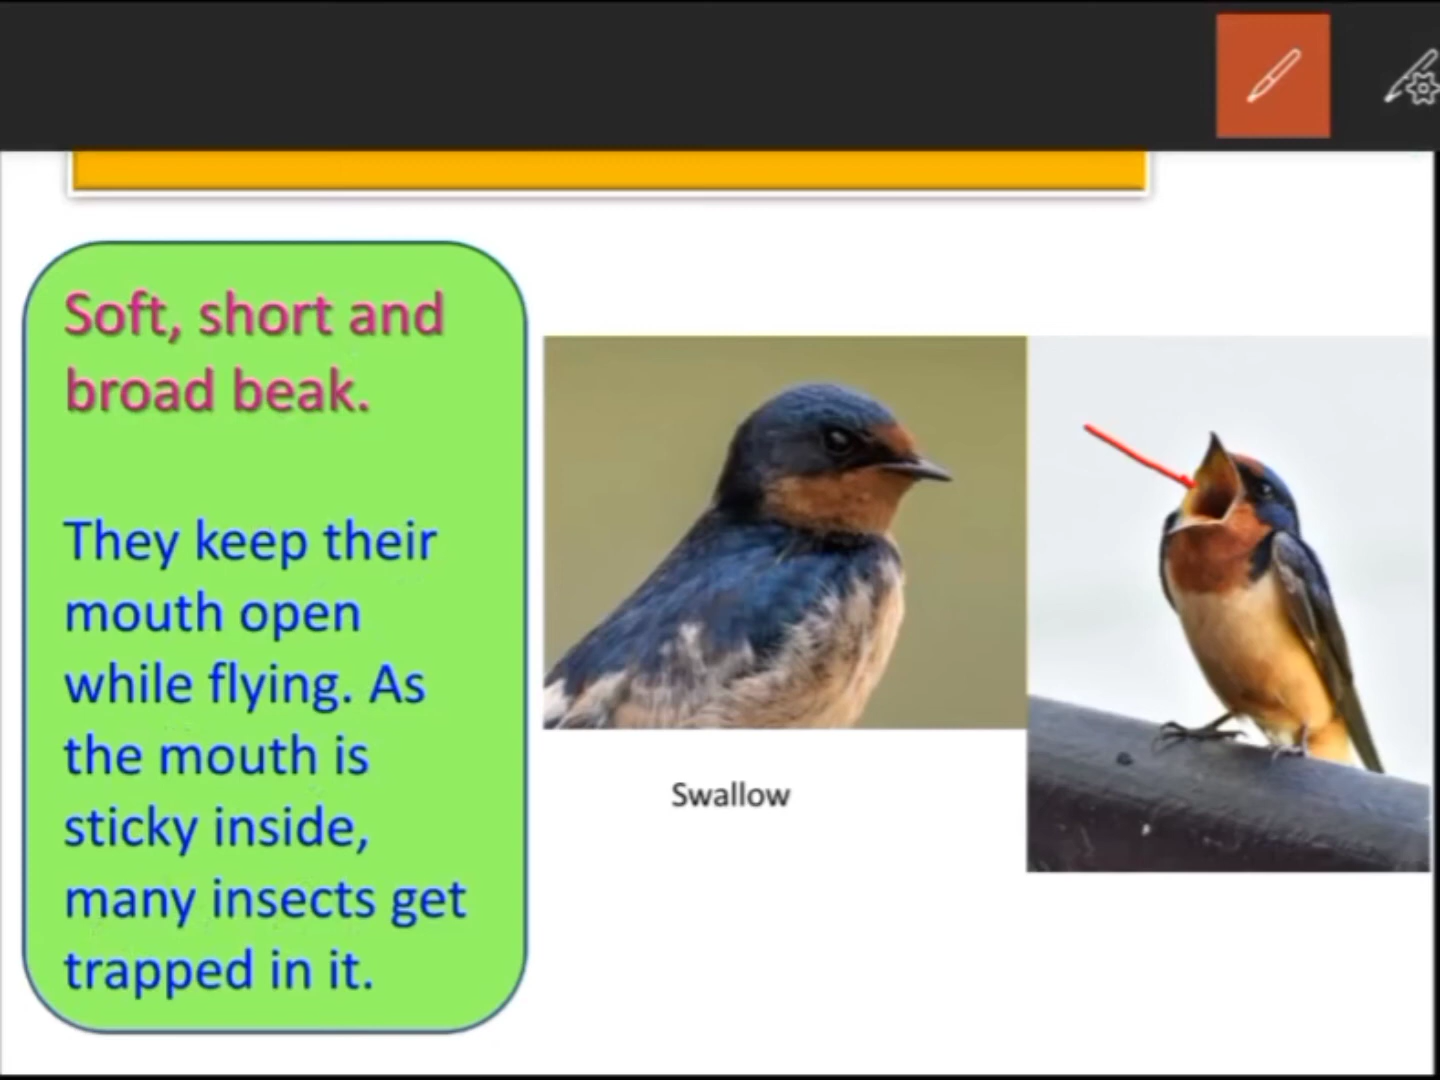 Soft, short and
broad beak.
They keep their
mouth open
while flying. As
the mouth is
sticky inside,
many insects get
trapped in it.
Swallow